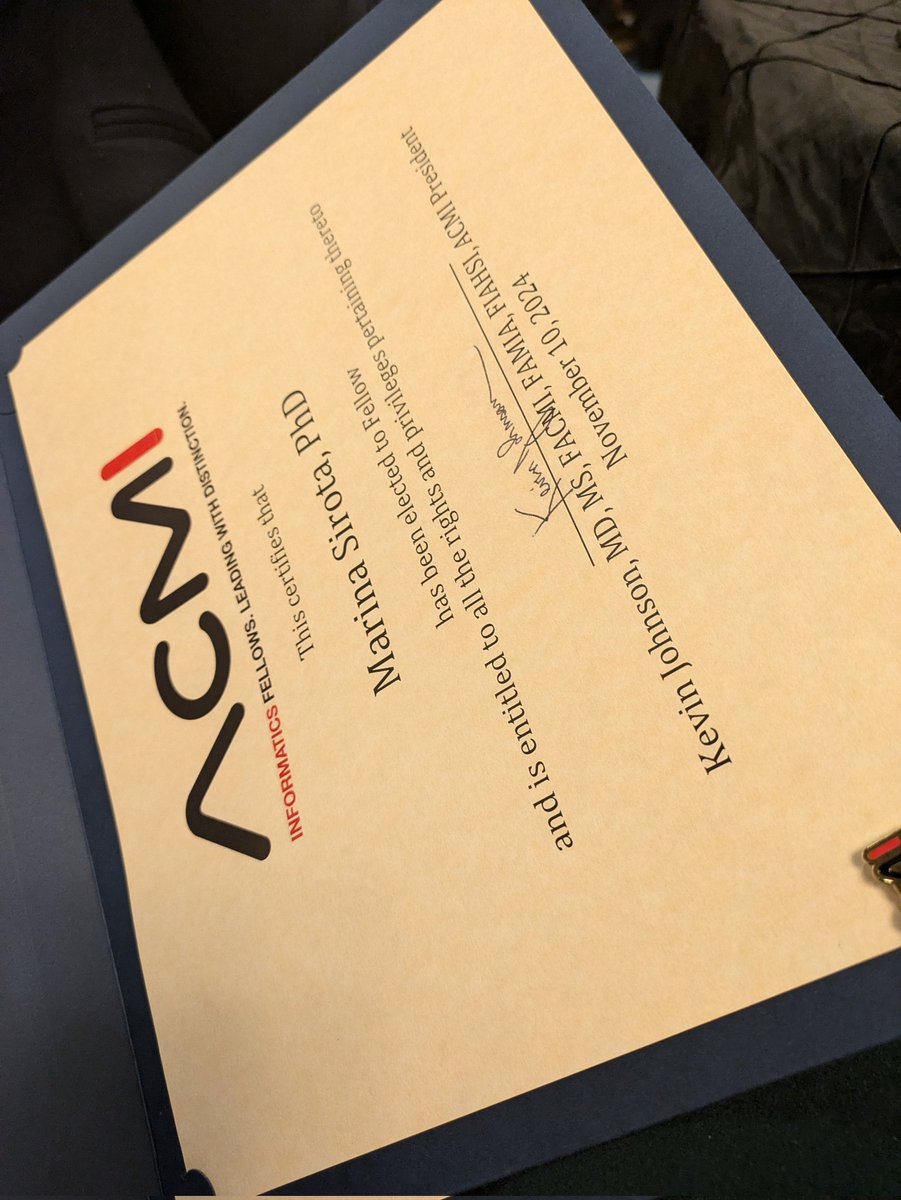 ACMI
INFORMATICS FELLOWS. LEADING WITH DISTINCTION.
This certifies that
Marina Sirota, PhD
has been elected to Fellow
and is entitled to all the rights and privileges pertaining thereto
Kevin Johnson
Kevin Johnson, MD, MS, FACMI, FAMIA, FIAHSI, ACMI President
November 10, 2024